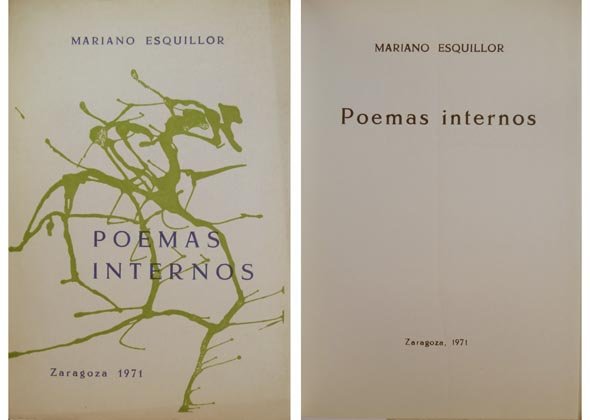 MARIANO ESQUILLOR
POEMAS
INTERNOS
Zaragoza 1971
MARIANO ESQUILLOR
Poemas internos
Zaragoza, 1971